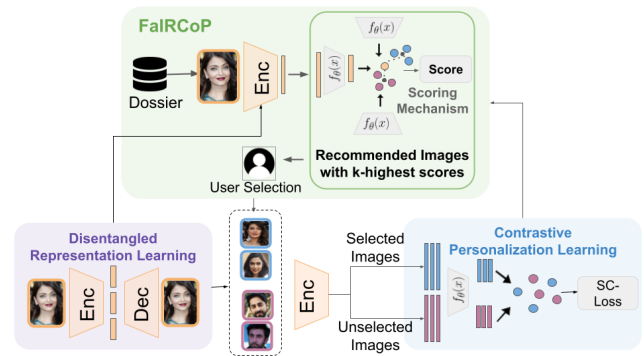 FaIRCoP
Dossier
Enc
fθ(x)
fθ(x)
fθ(x)
Score
Scoring
Mechanism
Recommended Images
with k-highest scores
User Selection
Disentangled
Representation Learning
Enc
Dec
Enc
Selected
Images
Unselected
Images
Contrastive
Personalization Learning
fθ(x)
SC-
Loss